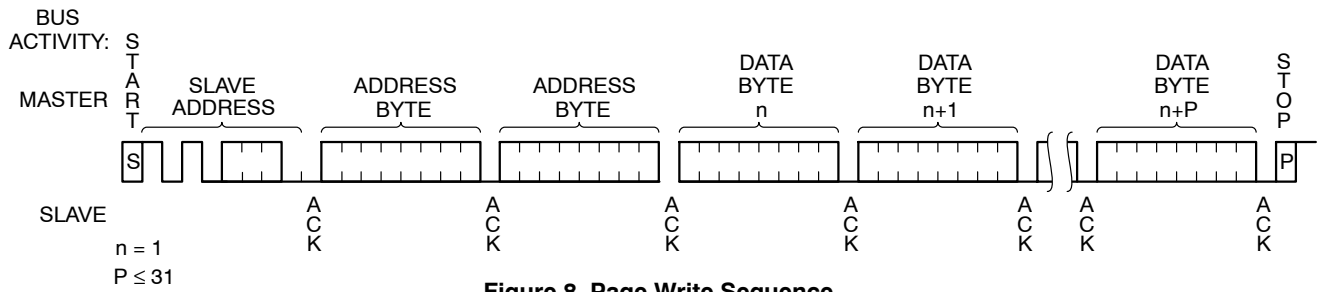 BUS
ACTIVITY:
START
MASTER
SLAVE
ADDRESS
ADDRESS
BYTE
ADDRESS
BYTE
DATA
BYTE
n
DATA
BYTE
n+1
DATA
BYTE
n+P
STOP
S
P
SLAVE
ACK
ACK
ACK
ACK
ACK
ACK
ACK
n = 1
P ≤ 31
Figure 8. Page Write Sequence